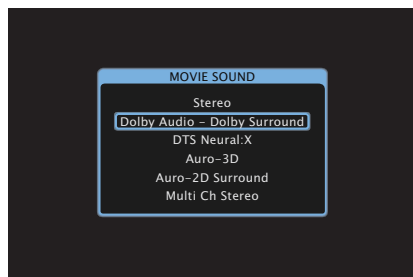 MOVIE SOUND
Stereo
Dolby Audio – Dolby Surround
DTS Neural:X
Auro-3D
Auro-2D Surround
Multi Ch Stereo